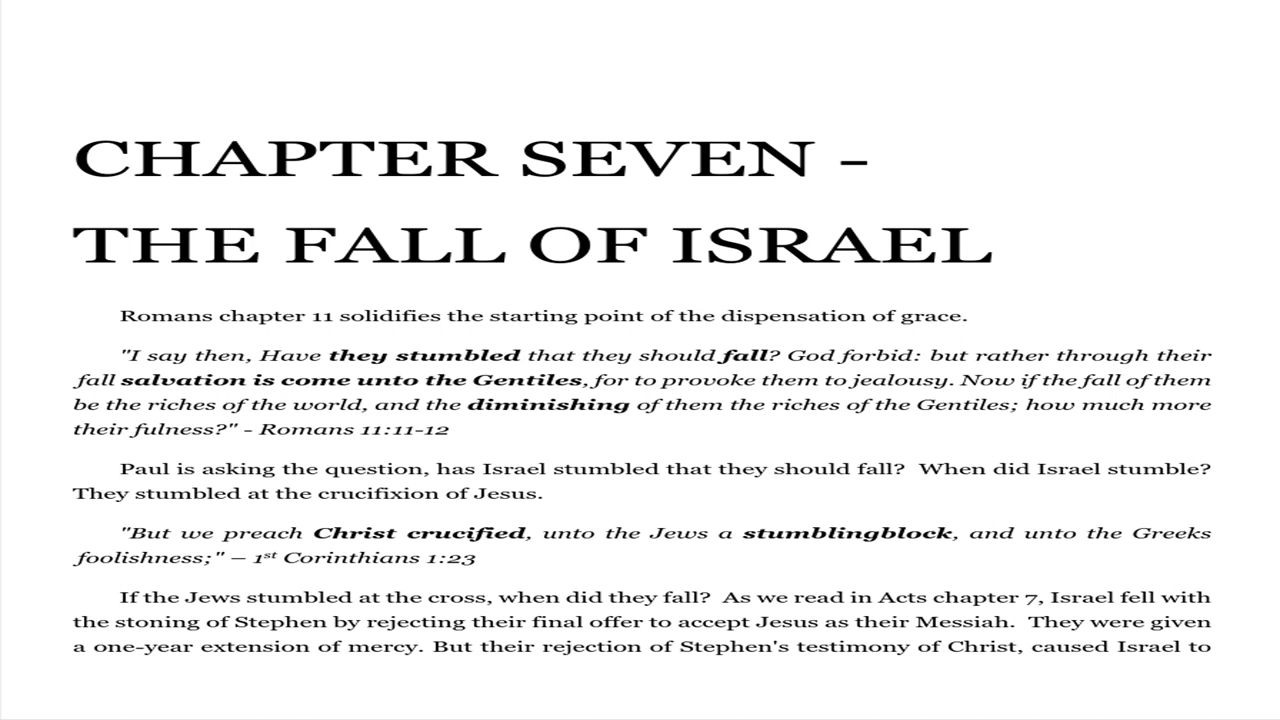 CHAPTER SEVEN -
THE FALL OF ISRAEL
Romans chapter 11 solidifies the starting point of the dispensation of grace.
"I say then, Have they stumbled that they should fall? God forbid: but rather through their
fall salvation is come unto the Gentiles, for to provoke them to jealousy. Now if the fall of them
be the riches of the world, and the diminishing of them the riches of the Gentiles; how much more
their fulness?" - Romans 11:11-12
Paul is asking the question, has Israel stumbled that they should fall?  When did Israel stumble?
They stumbled at the crucifixion of Jesus.
"But we preach Christ crucified, unto the Jews a stumblingblock, and unto the Greeks
foolishness;" – 1st Corinthians 1:23
If the Jews stumbled at the cross, when did they fall?  As we read in Acts chapter 7, Israel fell with
the stoning of Stephen by rejecting their final offer to accept Jesus as their Messiah.  They were given
a one-year extension of mercy. But their rejection of Stephen's testimony of Christ, caused Israel to